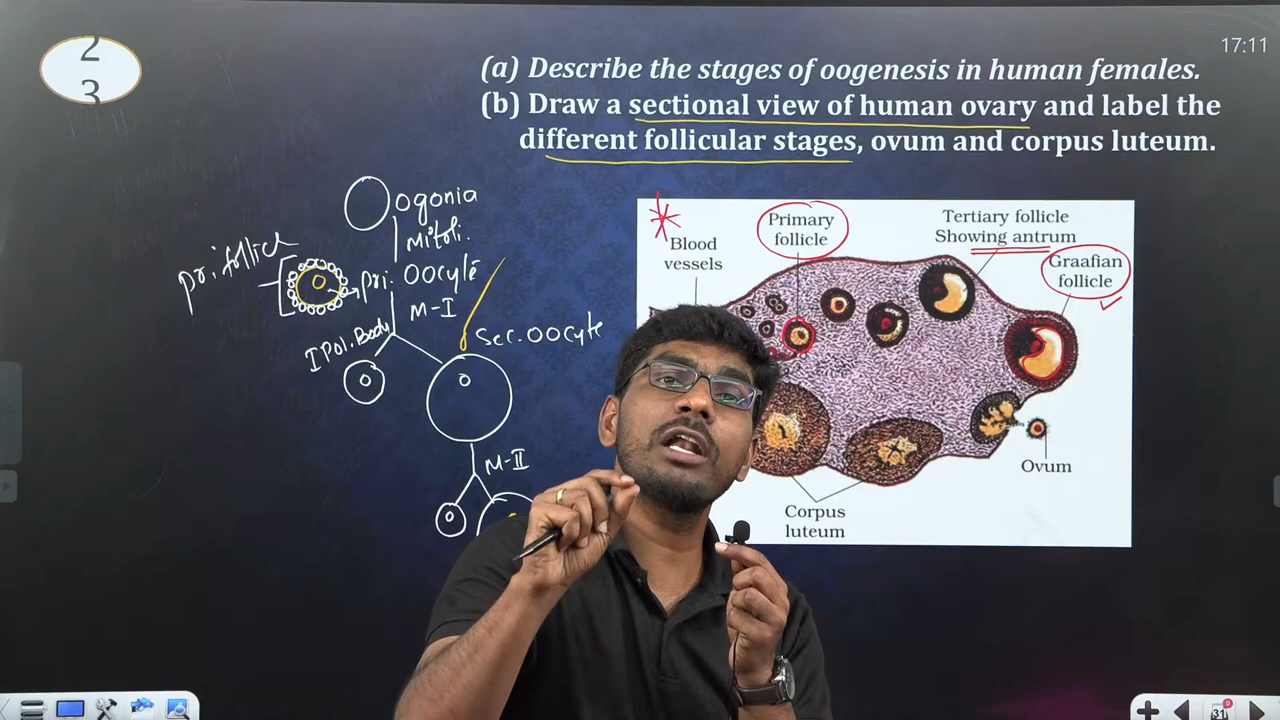 2
3
17:11
(a) Describe the stages of oogenesis in human females.
(b) Draw a sectional view of human ovary and label the
different follicular stages, ovum and corpus luteum.
Oogonia
Mitoti.
pri. follicle
pri. Oocyte
M-I
I Pol. Body
Sec. Oocyte
M-II
Blood
vessels
Primary
follicle
Tertiary follicle
Showing antrum
Graafian
follicle
Ovum
Corpus
luteum
31